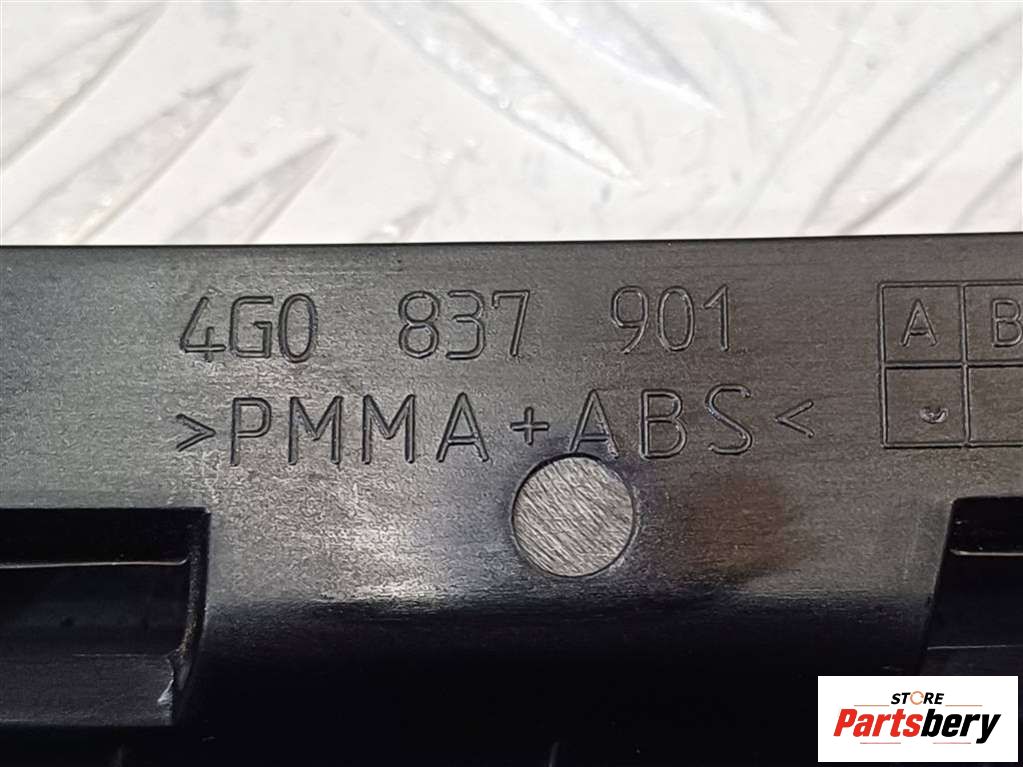 4G0 837 901
A B
>PMMA+ABS<
STORE
Partsbery